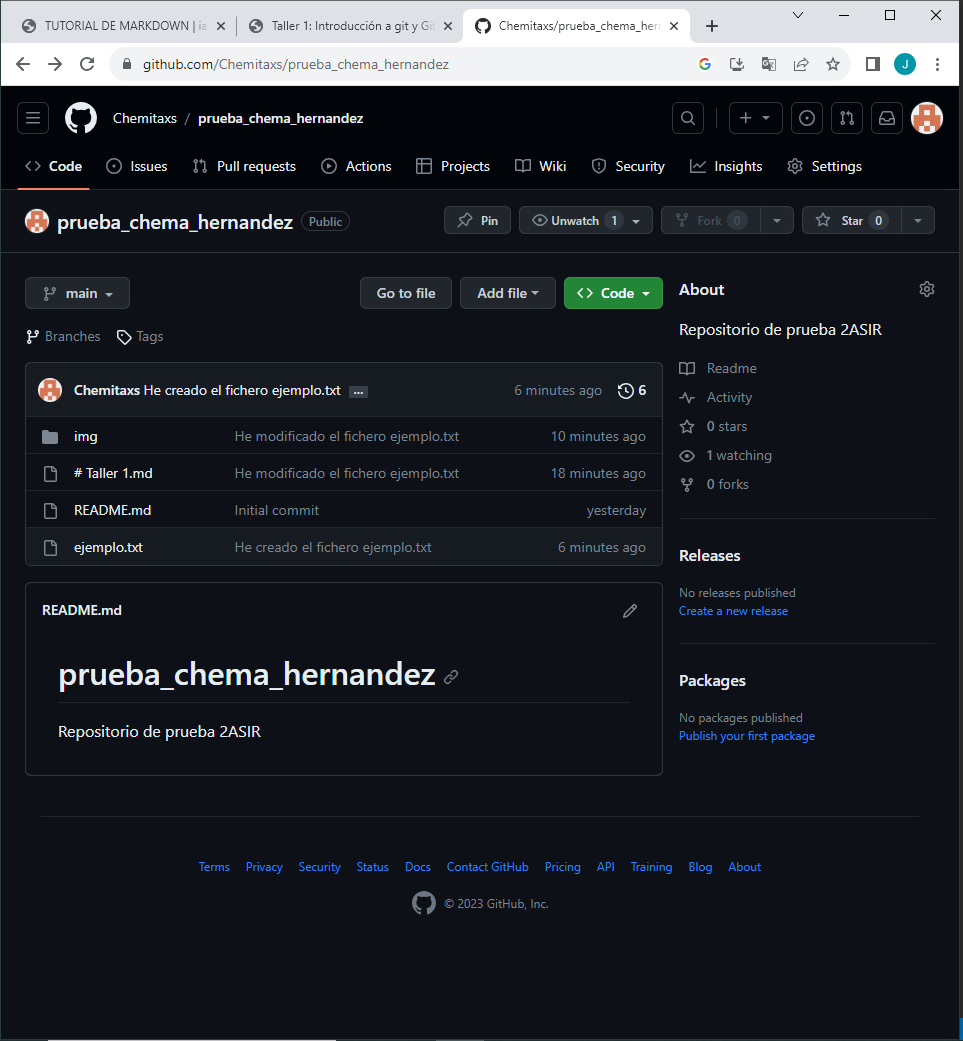 TUTORIAL DE MARKDOWN | ia
Taller 1: Introducción a git y Git
Chemitaxs/prueba_chema_hern
github.com/Chemitaxs/prueba_chema_hernandez
J
Chemitaxs / prueba_chema_hernandez
Code Issues Pull requests Actions Projects Wiki Security Insights Settings
prueba_chema_hernandez Public Pin Unwatch 1 Fork 0 Star 0
main Go to file Add file Code
Branches Tags
Chemitaxs He creado el fichero ejemplo.txt ... 6 minutes ago 6
img He modificado el fichero ejemplo.txt 10 minutes ago
# Taller 1.md He modificado el fichero ejemplo.txt 18 minutes ago
README.md Initial commit yesterday
ejemplo.txt He creado el fichero ejemplo.txt 6 minutes ago
README.md
prueba_chema_hernandez
Repositorio de prueba 2ASIR
About
Repositorio de prueba 2ASIR
Readme
Activity
0 stars
1 watching
0 forks
Releases
No releases published
Create a new release
Packages
No packages published
Publish your first package
Terms Privacy Security Status Docs Contact GitHub Pricing API Training Blog About
© 2023 GitHub, Inc.